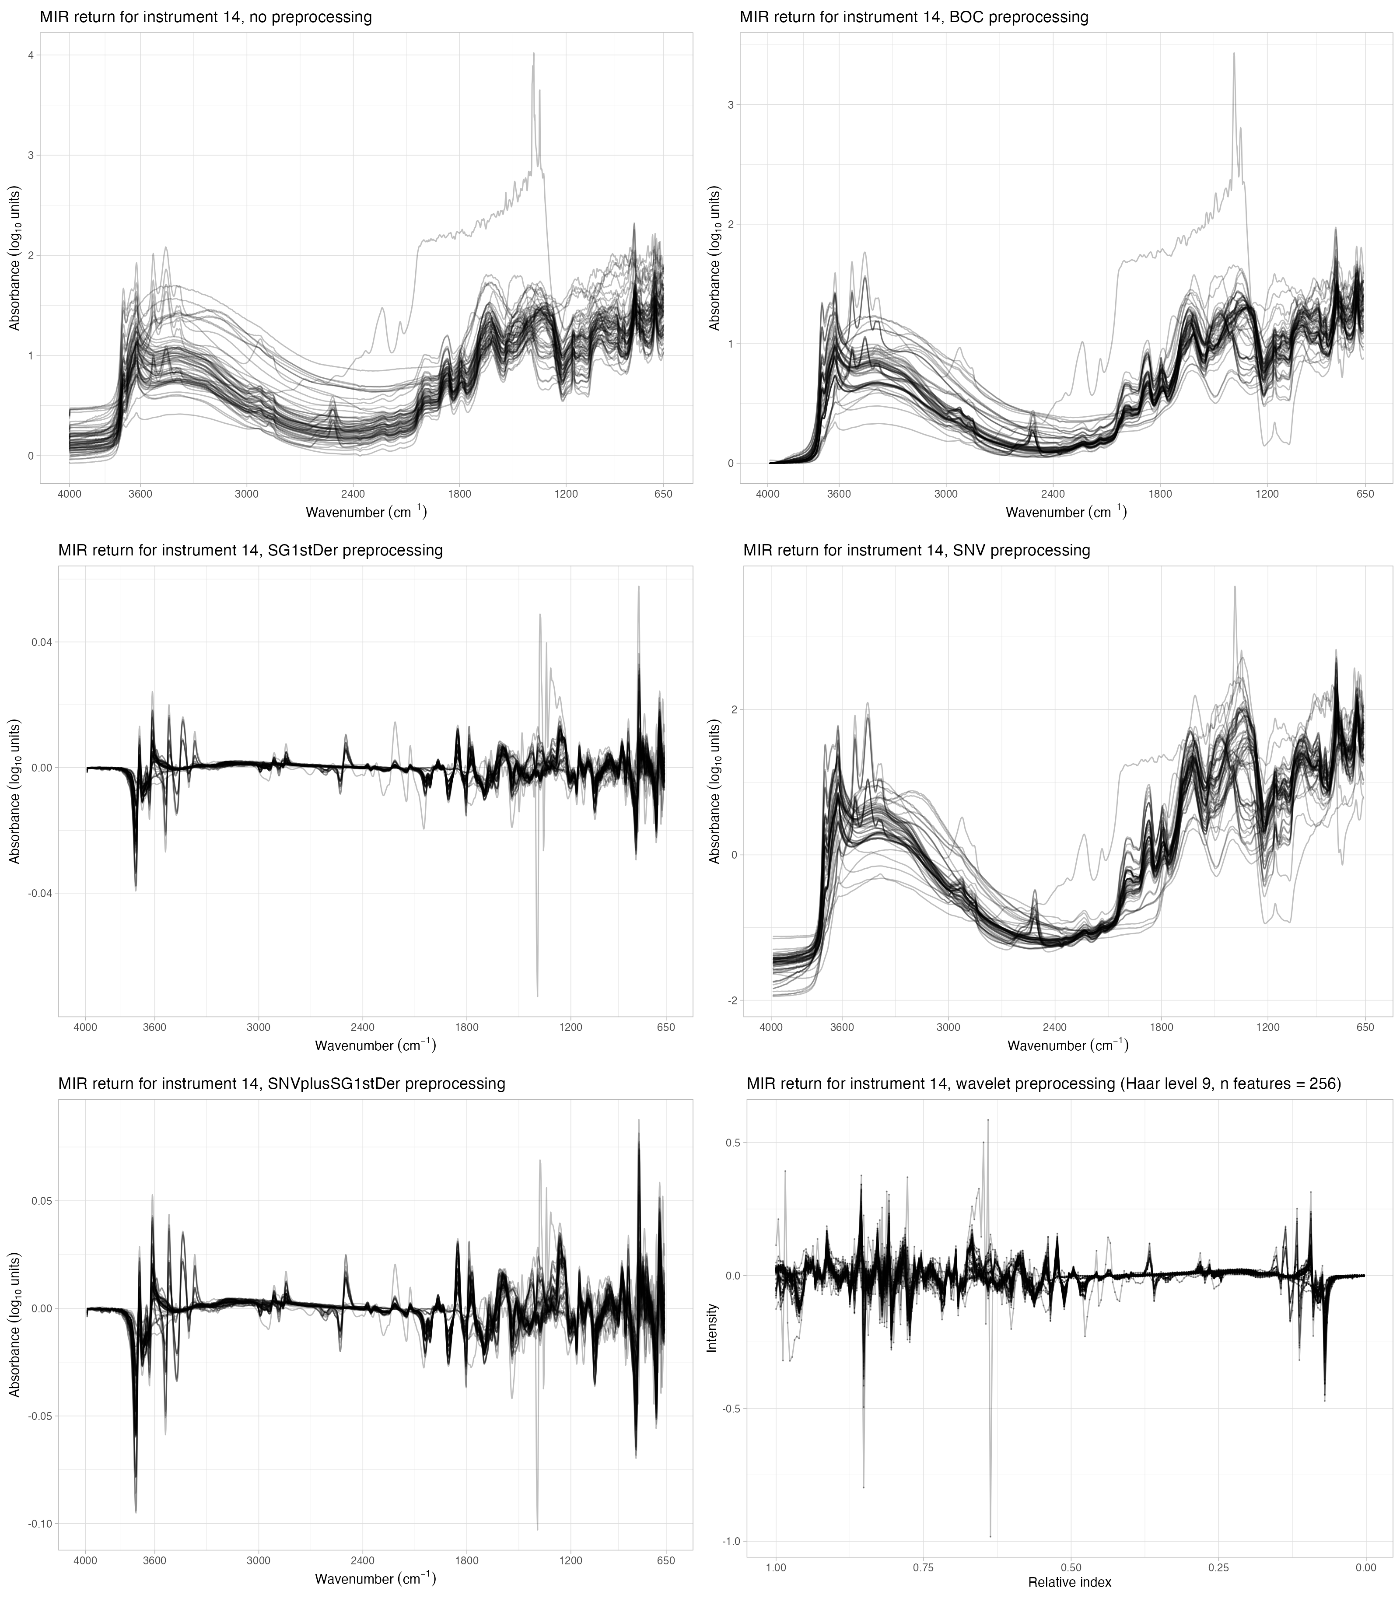 MIR return for instrument 14, no preprocessing
Absorbance (log10 units)
4
3
2
1
0
4000 3600 3000 2400 1800 1200 650
Wavenumber (cm 1)
MIR return for instrument 14, BOC preprocessing
Absorbance (log10 units)
3
2
1
0
4000 3600 3000 2400 1800 1200 650
Wavenumber (cm 1)
MIR return for instrument 14, SG1stDer preprocessing
Absorbance (log10 units)
0.04
0.00
-0.04
4000 3600 3000 2400 1800 1200 650
Wavenumber (cm−1)
MIR return for instrument 14, SNV preprocessing
Absorbance (log10 units)
2
0
-2
4000 3600 3000 2400 1800 1200 650
Wavenumber (cm−1)
MIR return for instrument 14, SNVplusSG1stDer preprocessing
Absorbance (log10 units)
0.05
0.00
-0.05
-0.10
4000 3600 3000 2400 1800 1200 650
Wavenumber (cm−1)
MIR return for instrument 14, wavelet preprocessing (Haar level 9, n features = 256)
Intensity
0.5
0.0
-0.5
-1.0
1.00 0.75 0.50 0.25 0.00
Relative index